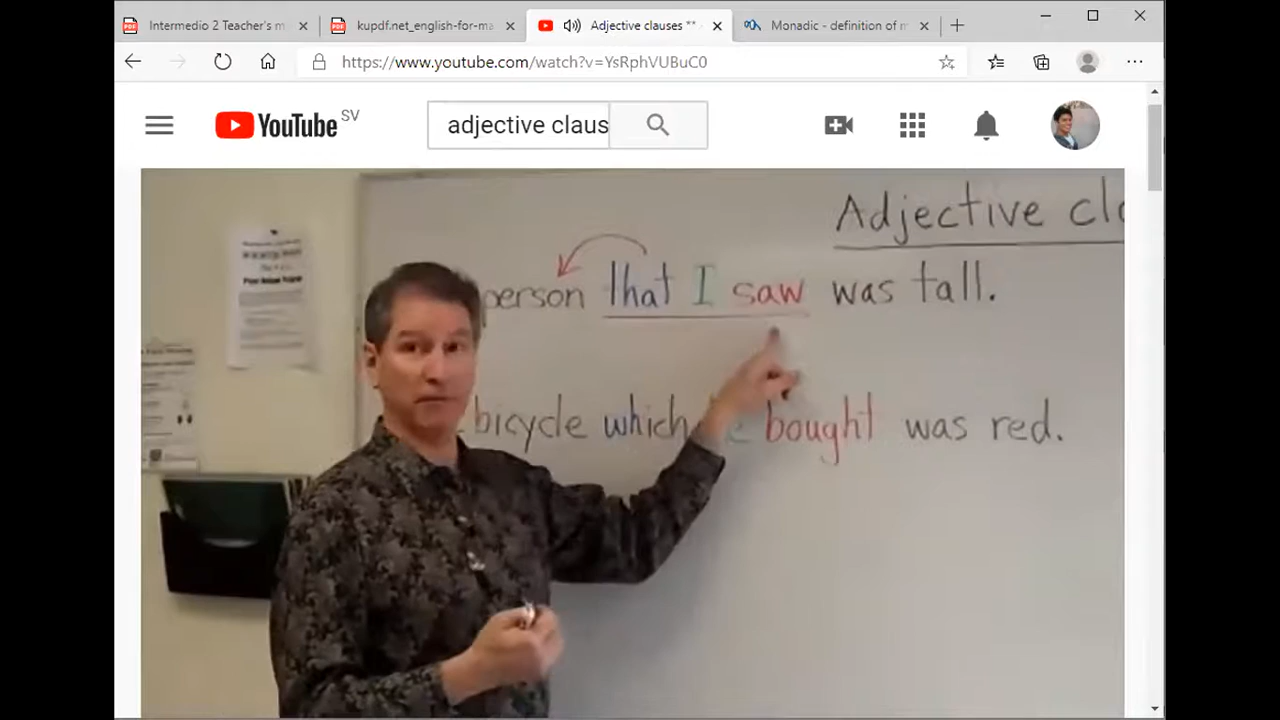 Intermedio 2 Teacher's m
kupdf.net_english-for-ma
Adjective clauses **
Monadic - definition of m
https://www.youtube.com/watch?v=YsRphVUBuC0
YouTube SV
adjective claus
Adjective cla
person that I saw was tall.
bicycle which bought was red.